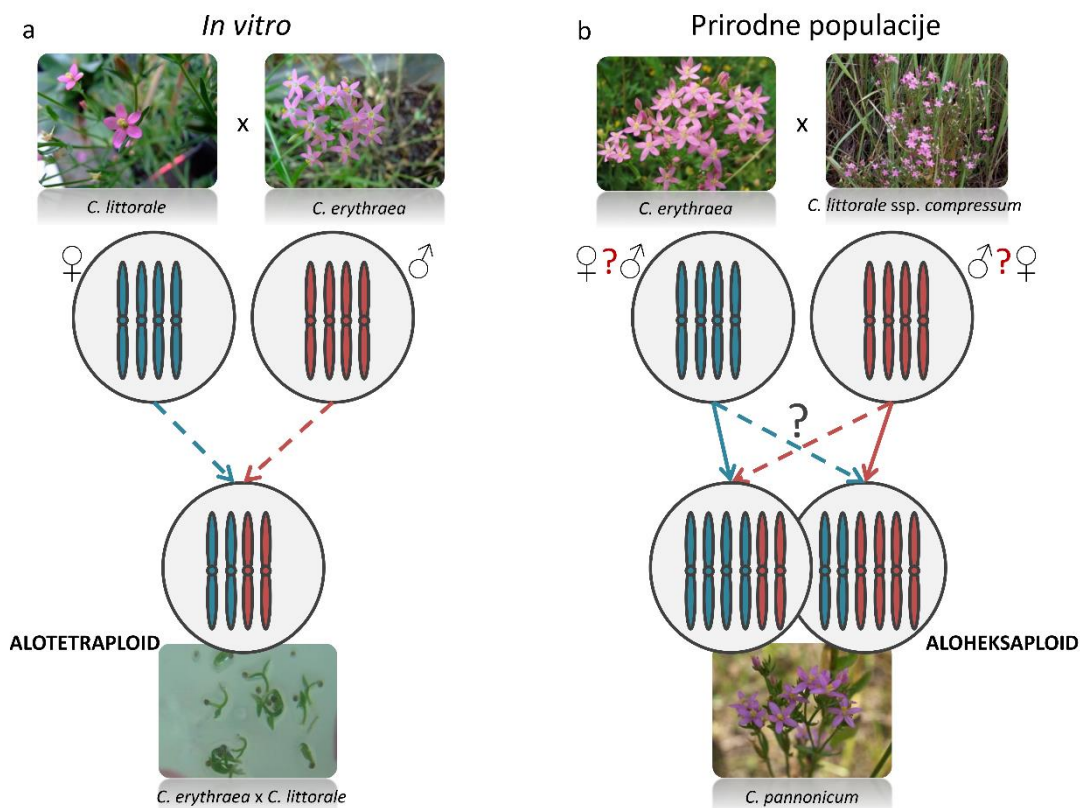 a
In vitro
x
C. littorale
C. erythraea
♀
♂
ALOTETRAPLOID
C. erythraea x C. littorale
b
Prirodne populacije
x
C. erythraea
C. littorale ssp. compressum
♀?♂
♂?♀
?
ALOHEKSAPLOID
C. pannonicum